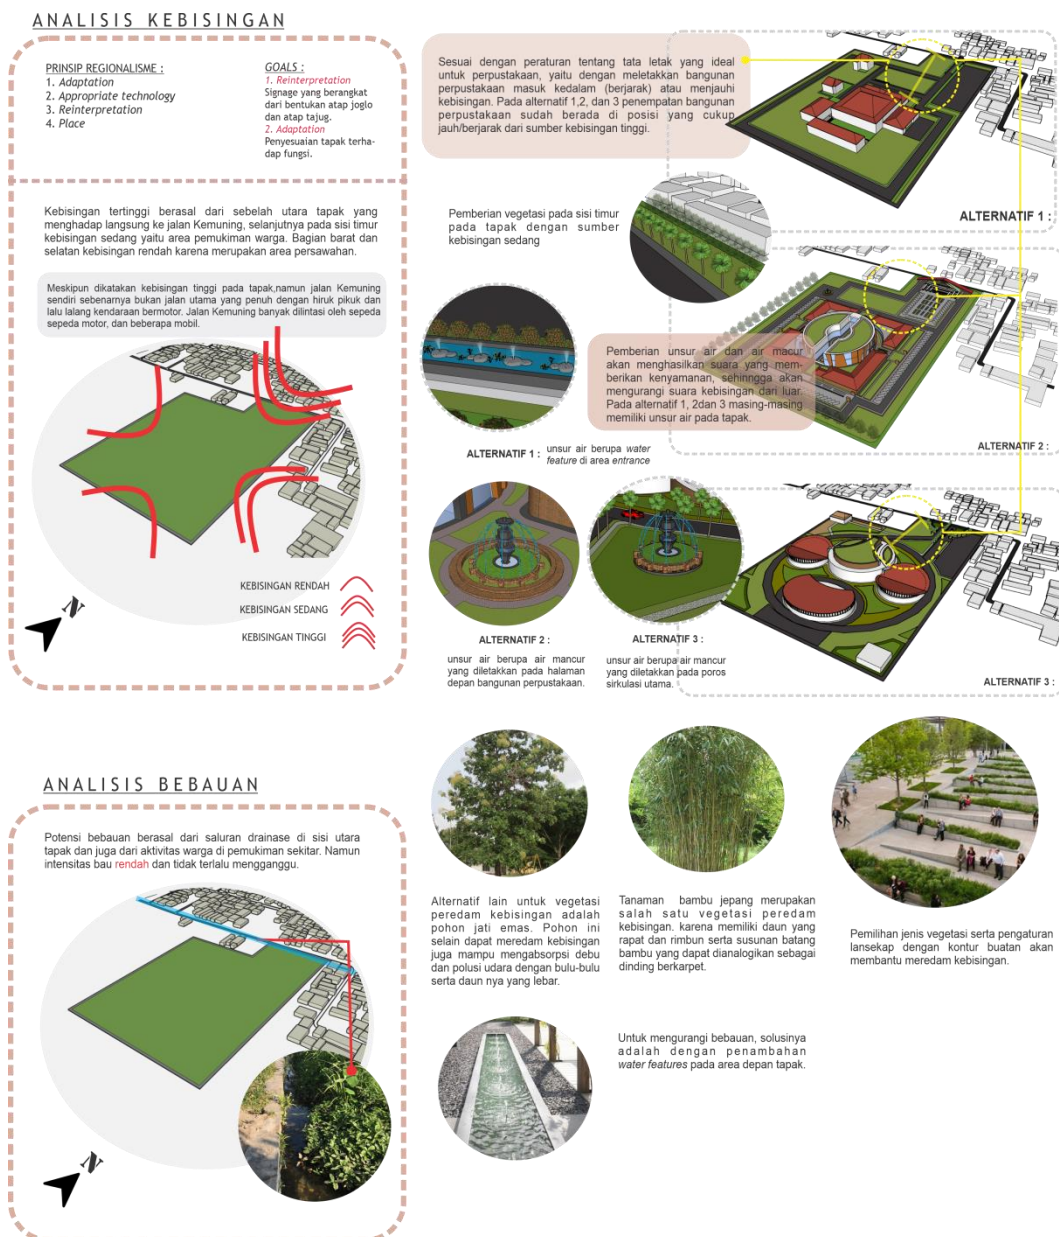 ANALISIS KEBISINGAN
PRINSIP REGIONALISME :
1. Adaptation
2. Appropriate technology
3. Reinterpretation
4. Place
GOALS :
1. Reinterpretation
Signage yang berangkat
dari bentukan atap joglo
dan atap tajug.
2. Adaptation
Penyesuaian tapak terha-
dap fungsi.
Kebisingan tertinggi berasal dari sebelah utara tapak yang
menghadap langsung ke jalan Kemuning, selanjutnya pada sisi timur
kebisingan sedang yaitu area pemukiman warga. Bagian barat dan
selatan kebisingan rendah karena merupakan area persawahan.
Meskipun dikatakan kebisingan tinggi pada tapak,namun jalan Kemuning
sendiri sebenarnya bukan jalan utama yang penuh dengan hiruk pikuk dan
lalu lalang kendaraan bermotor. Jalan Kemuning banyak dilintasi oleh sepeda
sepeda motor, dan beberapa mobil.
KEBISINGAN RENDAH
KEBISINGAN SEDANG
KEBISINGAN TINGGI
N
Sesuai dengan peraturan tentang tata letak yang ideal
untuk perpustakaan, yaitu dengan meletakkan bangunan
perpustakaan masuk kedalam (berjarak) atau menjauhi
kebisingan. Pada alternatif 1,2, dan 3 penempatan bangunan
perpustakaan sudah berada di posisi yang cukup
jauh/berjarak dari sumber kebisingan tinggi.
ALTERNATIF 1 :
Pemberian vegetasi pada sisi timur
pada tapak dengan sumber
kebisingan sedang
Pemberian unsur air dan air macur
akan menghasilkan suara yang mem-
berikan kenyamanan, sehinngga akan
mengurangi suara kebisingan dari luar.
Pada alternatif 1, 2dan 3 masing-masing
memiliki unsur air pada tapak.
ALTERNATIF 2 :
ALTERNATIF 1 : unsur air berupa water
feature di area entrance
ALTERNATIF 2 :
unsur air berupa air mancur
yang diletakkan pada halaman
depan bangunan perpustakaan.
ALTERNATIF 3 :
unsur air berupa air mancur
yang diletakkan pada poros
sirkulasi utama.
ALTERNATIF 3 :
ANALISIS BEBAUAN
Potensi bebauan berasal dari saluran drainase di sisi utara
tapak dan juga dari aktivitas warga di pemukiman sekitar. Namun
intensitas bau rendah dan tidak terlalu mengganggu.
N
Alternatif lain untuk vegetasi
peredam kebisingan adalah
pohon jati emas. Pohon ini
selain dapat meredam kebisingan
juga mampu mengabsorpsi debu
dan polusi udara dengan bulu-bulu
serta daun nya yang lebar.
Tanaman bambu jepang merupakan
salah satu vegetasi peredam
kebisingan. karena memiliki daun yang
rapat dan rimbun serta susunan batang
bambu yang dapat dianalogikan sebagai
dinding berkarpet.
Pemilihan jenis vegetasi serta pengaturan
lansekap dengan kontur buatan akan
membantu meredam kebisingan.
Untuk mengurangi bebauan, solusinya
adalah dengan penambahan
water features pada area depan tapak.